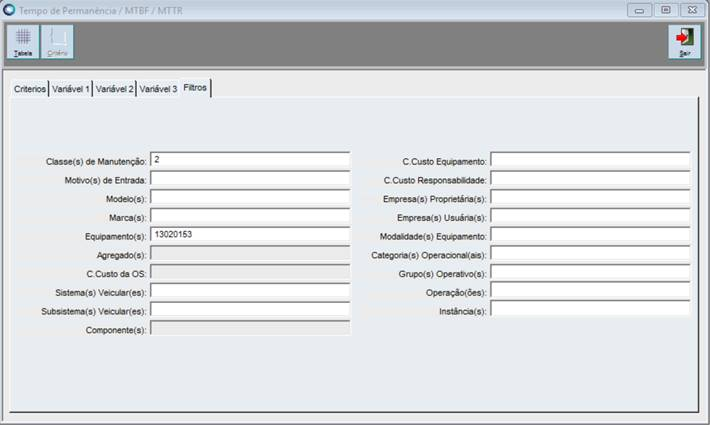 Tempo de Permanência / MTBF / MTTR
Tabela Critério Sair
Criterios Variável 1 Variável 2 Variável 3 Filtros
Classe(s) de Manutenção: 2
Motivo(s) de Entrada:
Modelo(s):
Marca(s):
Equipamento(s): 13020153
Agregado(s):
C.Custo da OS:
Sistema(s) Veicular(es):
Subsistema(s) Veicular(es):
Componente(s):
C.Custo Equipamento:
C.Custo Responsabilidade:
Empresa(s) Proprietária(s):
Empresa(s) Usuária(s):
Modalidade(s) Equipamento:
Categoria(s) Operacional(ais):
Grupo(s) Operativo(s):
Operação(ões):
Instância(s):